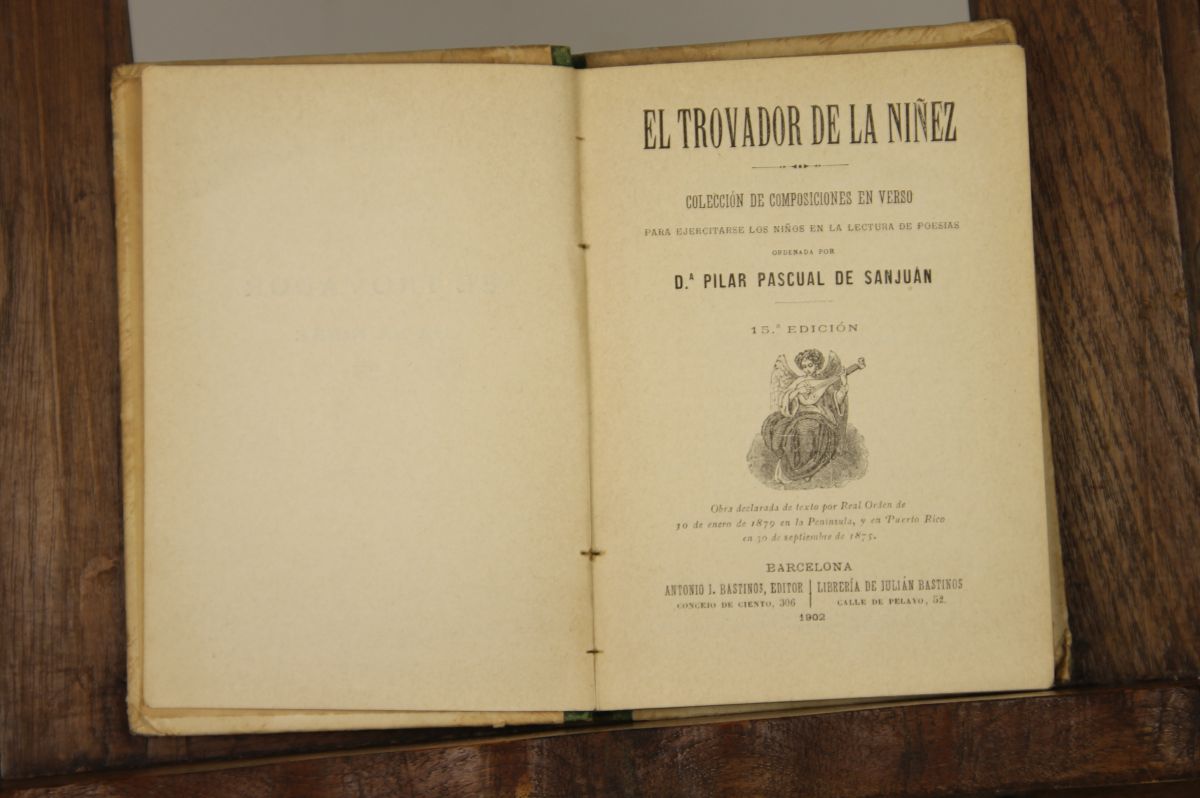 EL TROVADOR DE LA NIÑEZ
COLECCIÓN DE COMPOSICIONES EN VERSO
PARA EJERCITARSE LOS NIÑOS EN LA LECTURA DE POESIAS
ORDENADA POR
D.ª PILAR PASCUAL DE SANJUÁN
15.ª EDICIÓN
Obra declarada de texto por Real Orden de
10 de enero de 1879 en la Península, y en Puerto Rico
en 30 de septiembre de 1875.
BARCELONA
ANTONIO J. BASTINOS, EDITOR | LIBRERÍA DE JULIÁN BASTINOS
CONCEJO DE CIENTO, 306 | CALLE DE PELAYO, 52.
1902